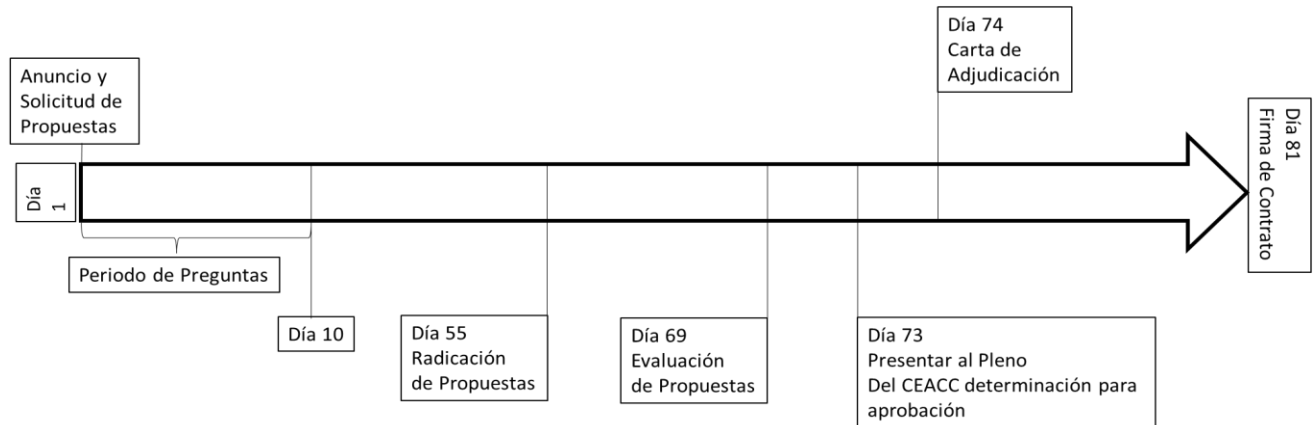 Anuncio y
Solicitud de
Propuestas
Día
1
Periodo de Preguntas
Día 10
Día 55
Radicación
de Propuestas
Día 69
Evaluación
de Propuestas
Día 73
Presentar al Pleno
Del CEACC determinación para
aprobación
Día 74
Carta de
Adjudicación
Día 81
Firma de Contrato